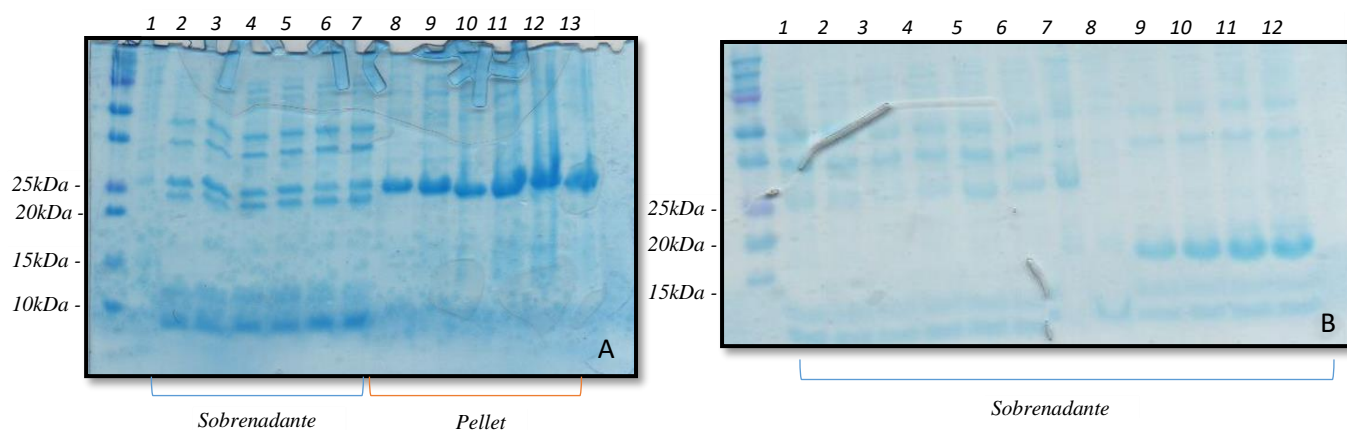 1 2 3 4 5 6 7 8 9 10 11 12 13
25kDa -
20kDa -
15kDa -
10kDa -
A
Sobrenadante
Pellet
1 2 3 4 5 6 7 8 9 10 11 12
25kDa -
20kDa -
15kDa -
B
Sobrenadante